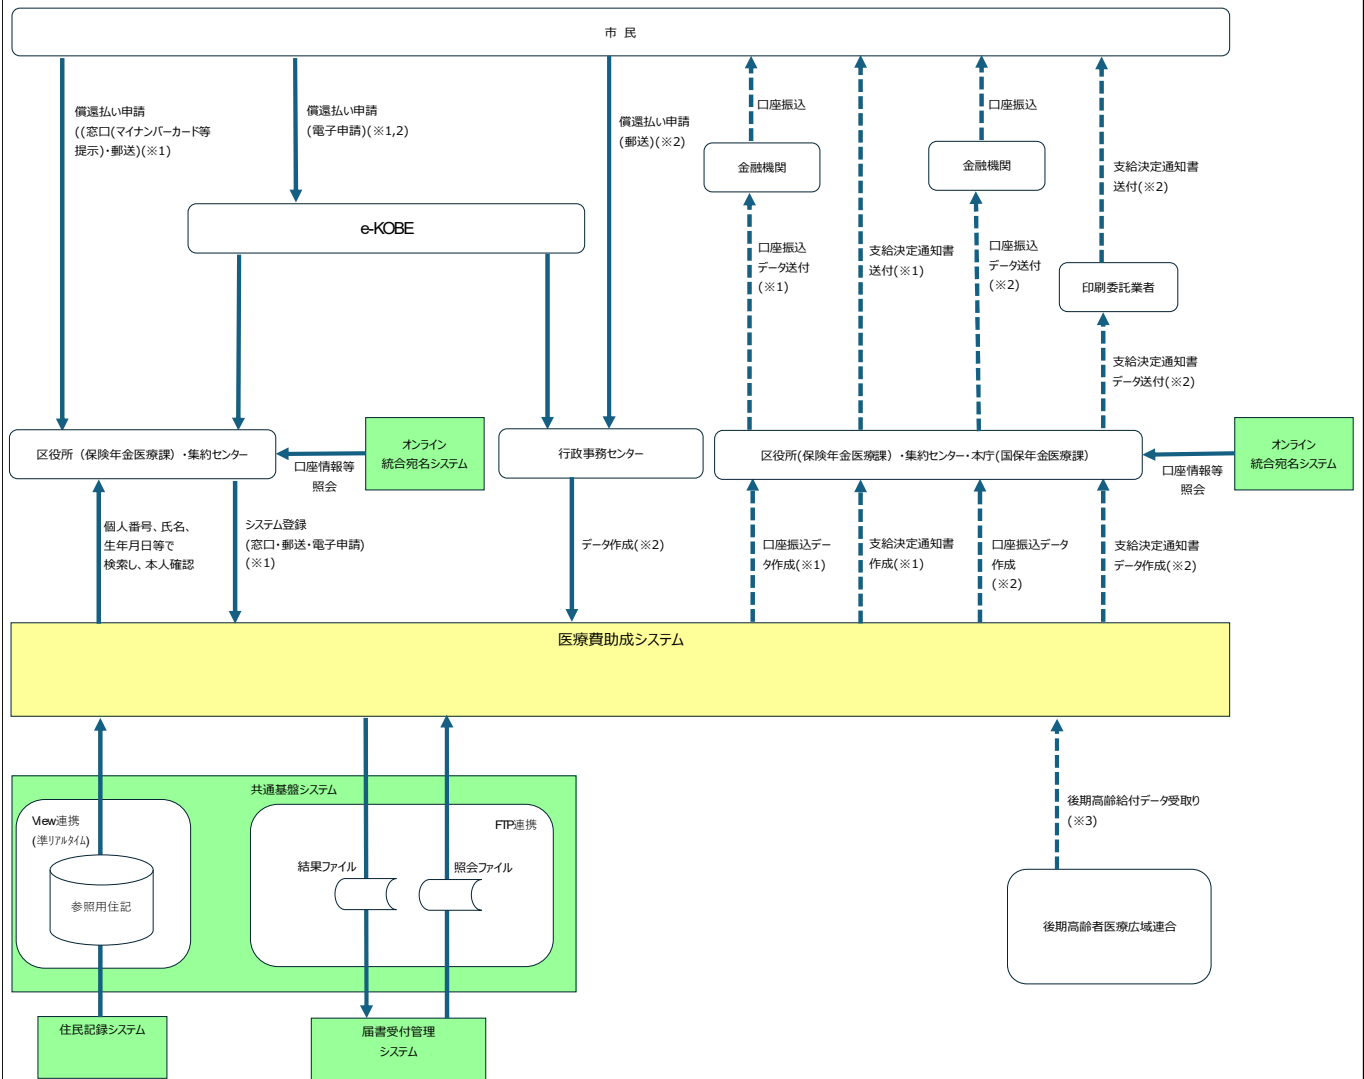 市 民
償還払い申請
((窓口(マイナンバーカード等
提示)・郵送)(※1)
償還払い申請
(電子申請)(※1,2)
償還払い申請
(郵送)(※2)
口座振込
口座振込
金融機関
金融機関
支給決定通知書
送付(※2)
e-KOBE
口座振込
データ送付
(※1)
支給決定通知書
送付(※1)
口座振込
データ送付
(※2)
印刷委託業者
支給決定通知書
データ送付(※2)
区役所（保険年金医療課）・集約センター
口座情報等
照会
オンライン
統合宛名システム
行政事務センター
区役所(保険年金医療課）・集約センター・本庁(国保年金医療課)
口座情報等
照会
オンライン
統合宛名システム
個人番号、氏名、
生年月日等で
検索し、本人確認
システム登録
(窓口・郵送・電子申請)
(※1)
データ作成(※2)
口座振込デー
タ作成(※1)
支給決定通知書
作成(※1)
口座振込データ
作成
(※2)
支給決定通知書
データ作成(※2)
医療費助成システム
共通基盤システム
View連携
(準リアルタイム)
参照用住記
FTP連携
結果ファイル
照会ファイル
後期高齢給付データ受取り
(※3)
後期高齢者医療広域連合
住民記録システム
届書受付管理
システム